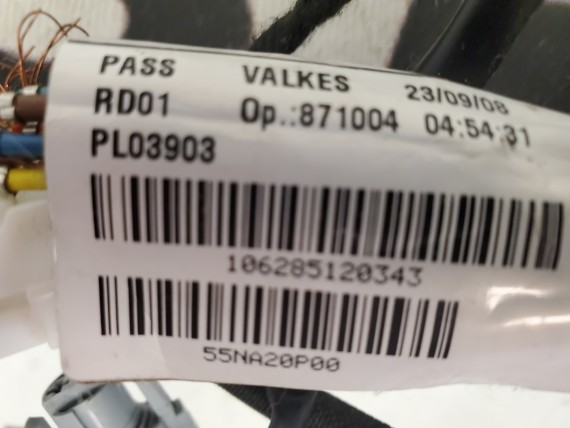 PASS VALKES 23/09/08
RD01 Op.:871004 04:54:31
PL03903
106285120343
55NA20P00